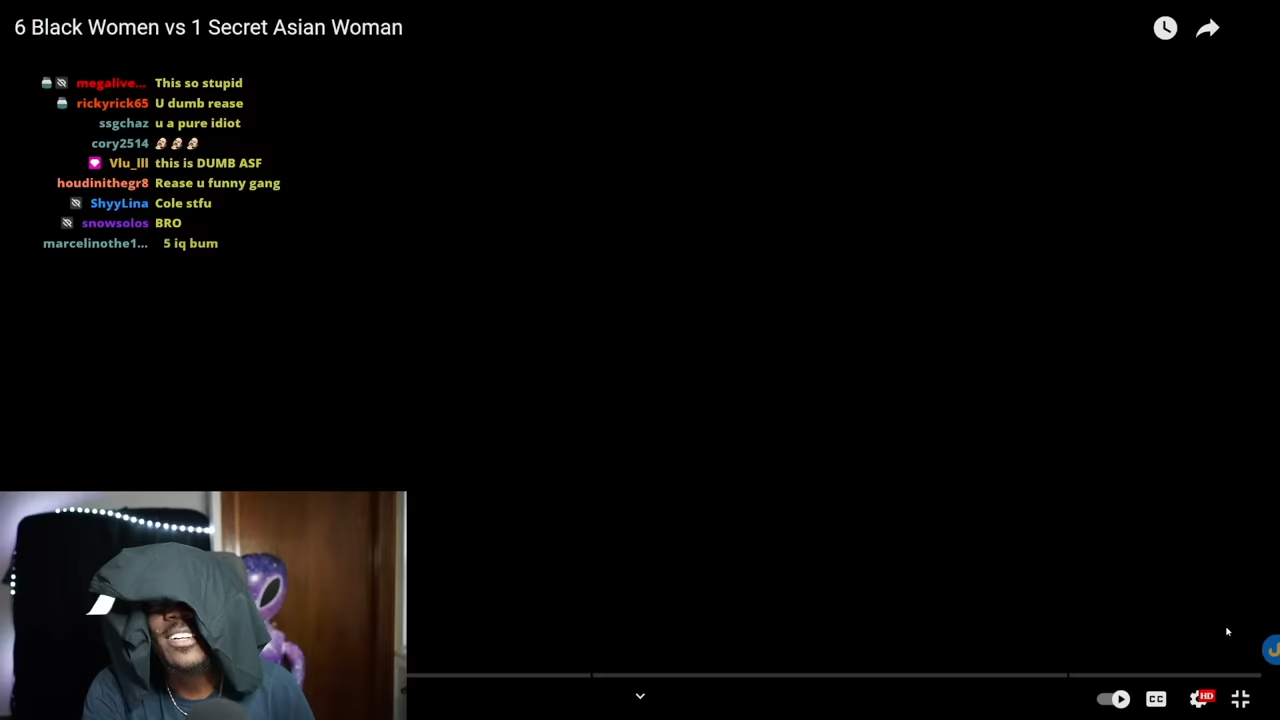 6 Black Women vs 1 Secret Asian Woman
megalive... This so stupid
rickyrick65 U dumb rease
ssgchaz u a pure idiot
cory2514
Vlu_lll this is DUMB ASF
houdinithegr8 Rease u funny gang
ShyyLina Cole stfu
snowsolos BRO
marcelinothe1... 5 iq bum
CC
HD